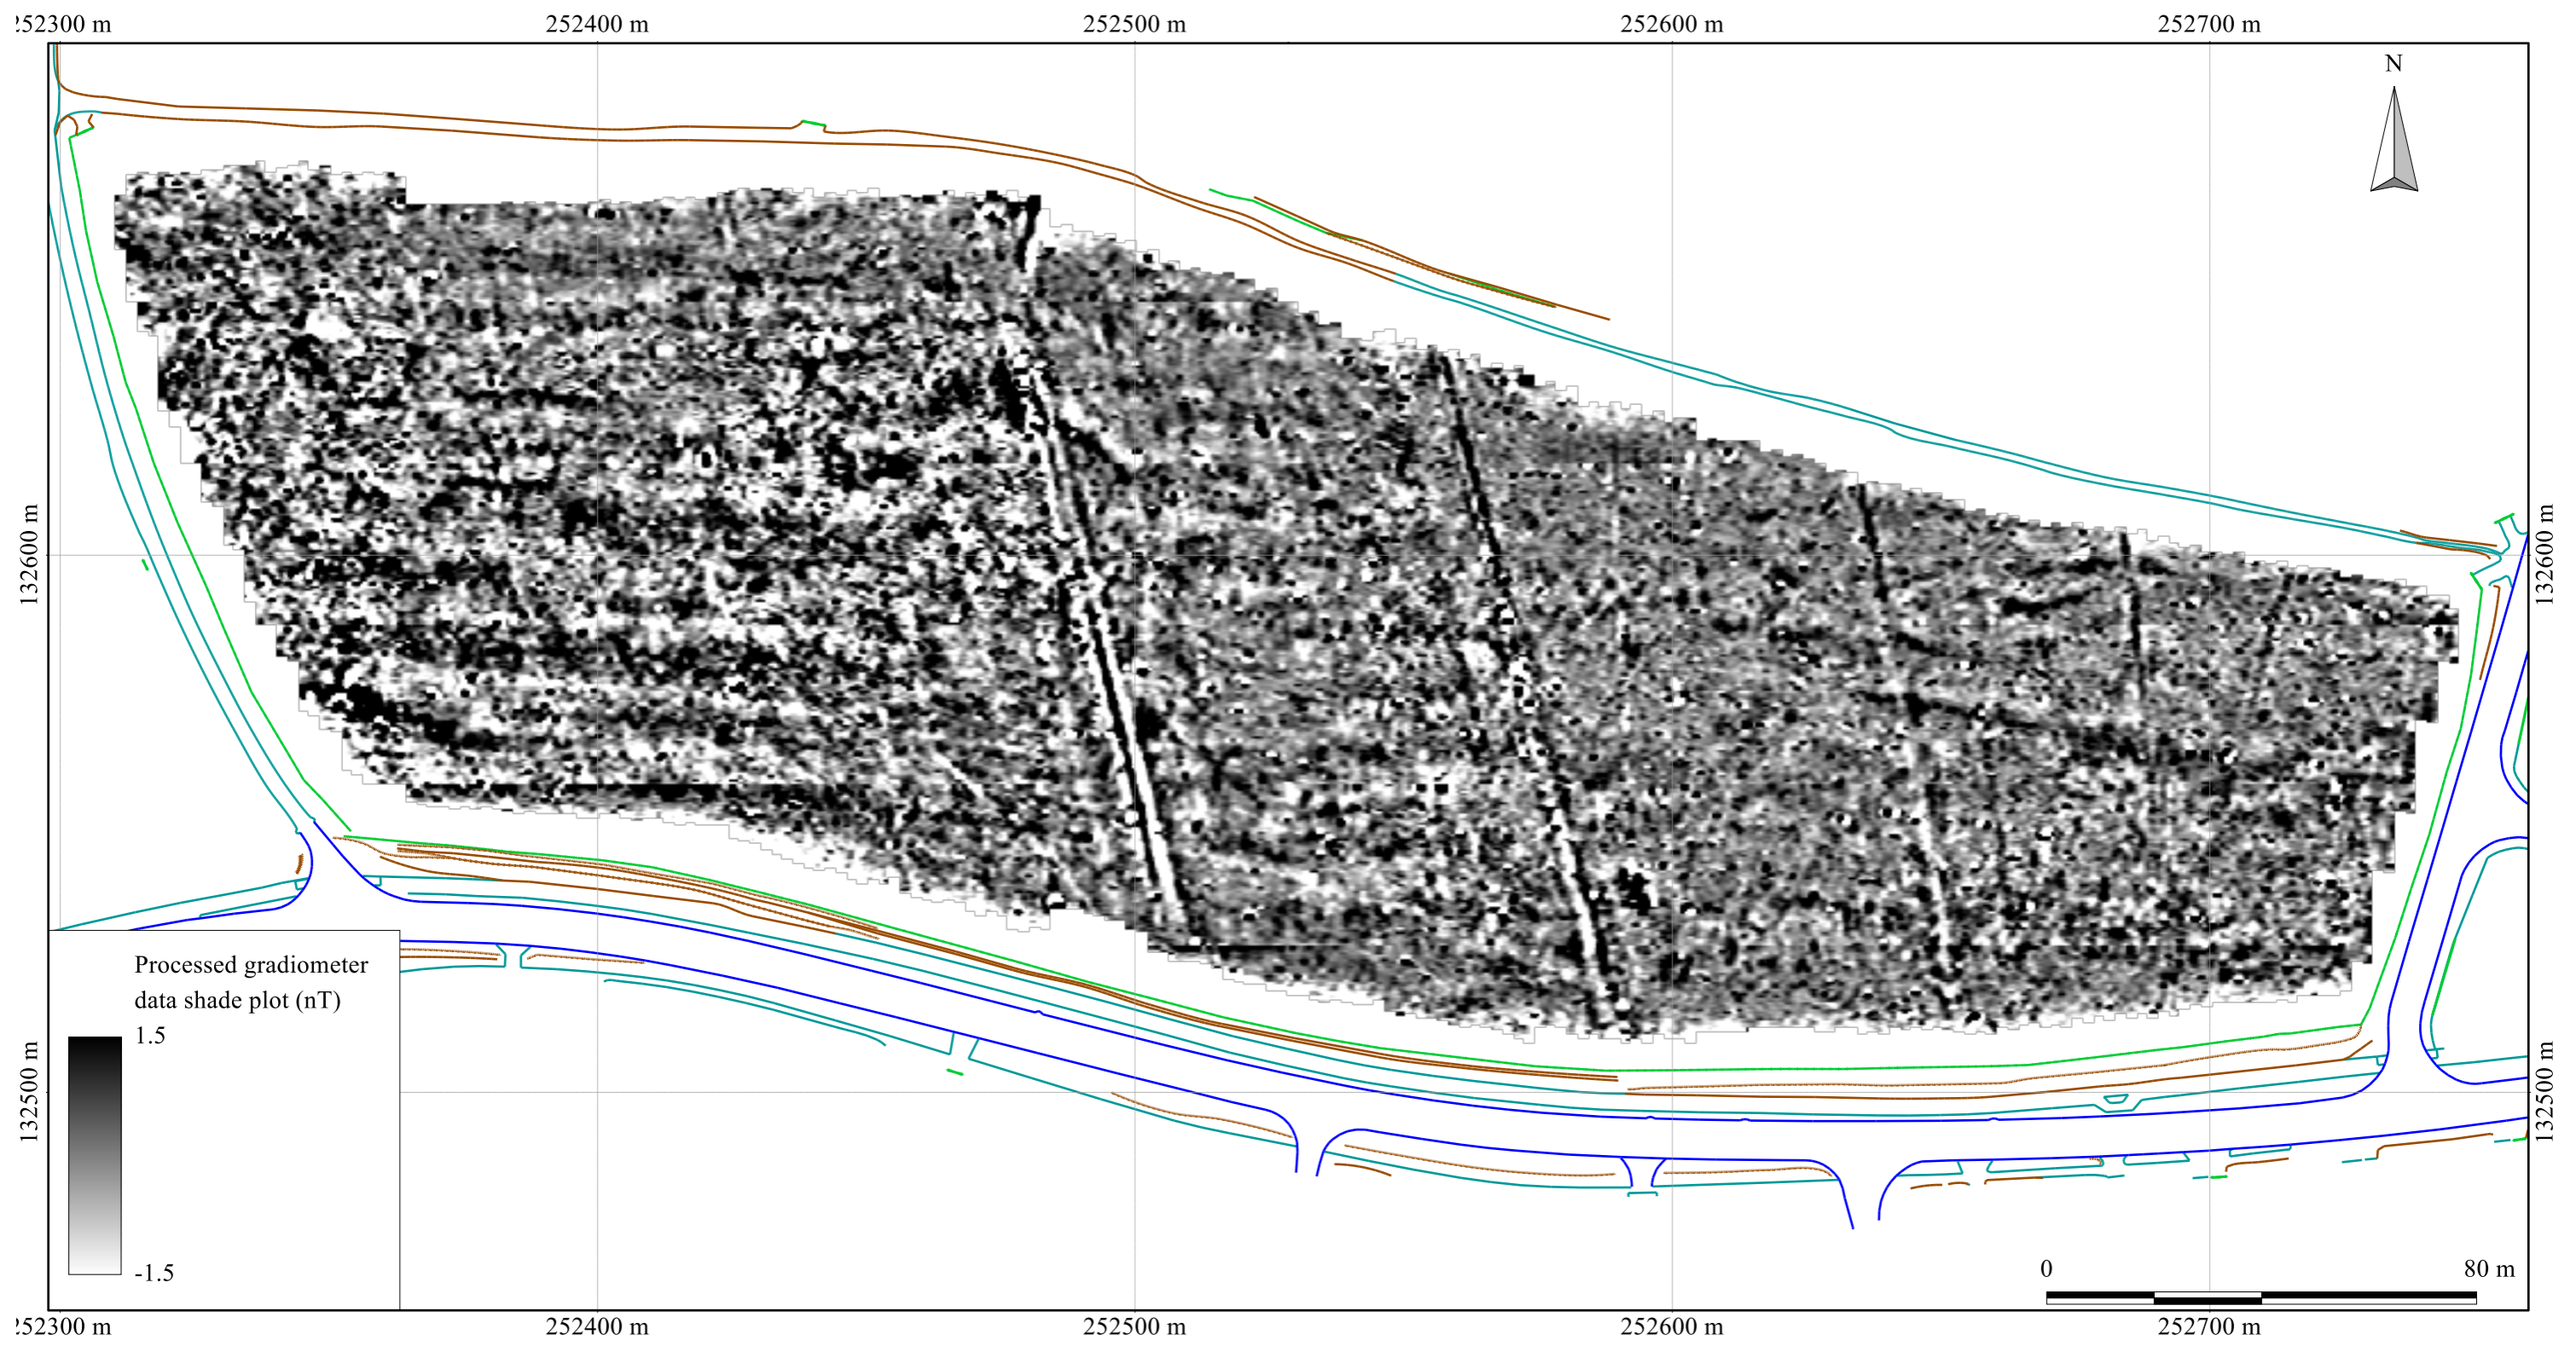 252300 m 252400 m 252500 m 252600 m 252700 m
N
132600 m 132600 m
Processed gradiometer
data shade plot (nT)
1.5
-1.5
132500 m 132500 m
0 80 m
252300 m 252400 m 252500 m 252600 m 252700 m